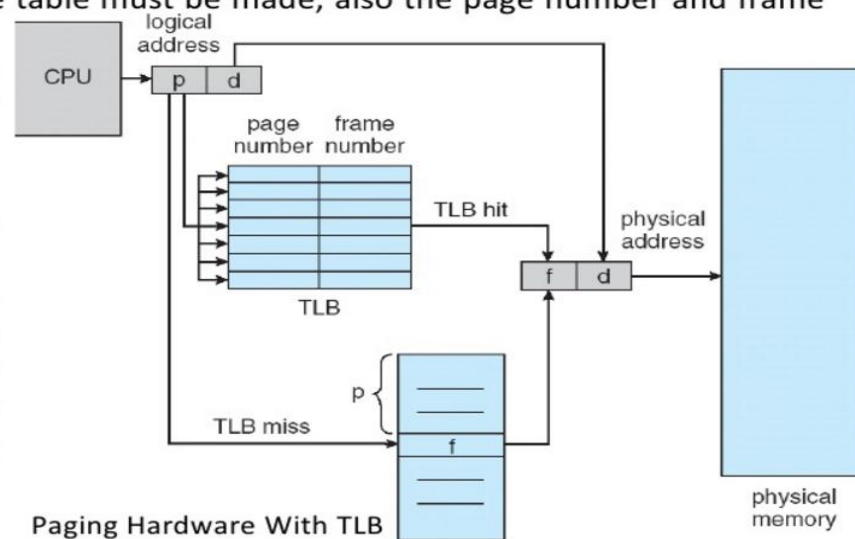 e table must be made, also the page number and frame
logical
address
CPU
p d
page frame
number number
TLB hit
physical
address
f d
TLB
p
TLB miss
f
physical
memory
Paging Hardware With TLB